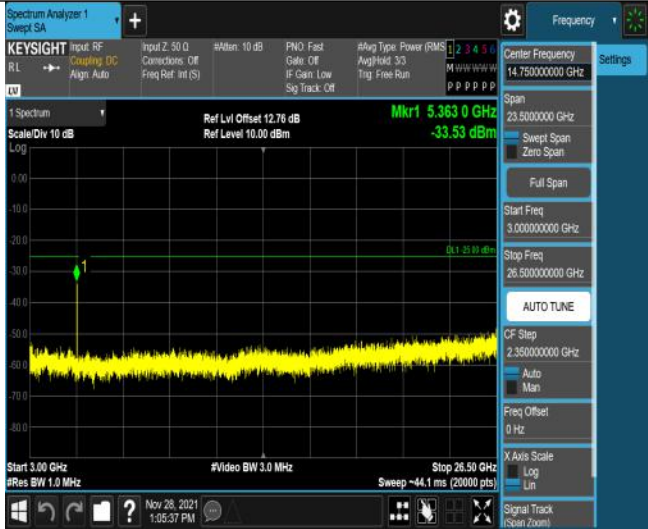 Spectrum Analyzer 1
Swept SA
+
Frequency
KEYSIGHT
RL
Input: RF
Coupling: DC
Align: Auto
Input Z: 50 Ω
Corrections: Off
Freq Ref: Int (S)
#Atten: 10 dB
PNO: Fast
Gate: Off
IF Gain: Low
Sig Track: Off
#Avg Type: Power (RMS
Avg|Hold: 3/3
Trig: Free Run
1 2 3 4 5 6
M W W W W W
P P P P P P
LV
1 Spectrum
Scale/Div 10 dB
Ref Lvl Offset 12.76 dB
Ref Level 10.00 dBm
Mkr1 5.363 0 GHz
-33.53 dBm
Log
0.00
-10.0
-20.0
DL1 -25.00 dBm
1
-30.0
-40.0
-50.0
-60.0
-70.0
-80.0
Start 3.00 GHz
#Video BW 3.0 MHz
Stop 26.50 GHz
#Res BW 1.0 MHz
Sweep ~44.1 ms (20000 pts)
?
Nov 28, 2021
1:05:37 PM
Center Frequency
14.750000000 GHz
Settings
Span
23.5000000 GHz
Swept Span
Zero Span
Full Span
Start Freq
3.000000000 GHz
Stop Freq
26.500000000 GHz
AUTO TUNE
CF Step
2.350000000 GHz
Auto
Man
Freq Offset
0 Hz
X Axis Scale
Log
Lin
Signal Track
(Span Zoom)